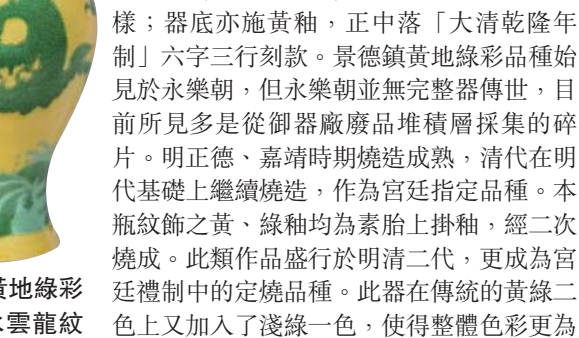 樣；器底亦施黃釉，正中落「大清乾隆年
制」六字三行刻款。景德鎮黃地綠彩品種始
見於永樂朝，但永樂朝並無完整器傳世，目
前所見多是從御器廠廢品堆積層採集的碎
片。明正德、嘉靖時期燒造成熟，清代在明
代基礎上繼續燒造，作為宮廷指定品種。本
瓶紋飾之黃、綠釉均為素胎上掛釉，經二次
燒成。此類作品盛行於明清二代，更成為宮
廷禮制中的定燒品種。此器在傳統的黃綠二
色上又加入了淺綠一色，使得整體色彩更為
黃地綠彩
雲龍紋